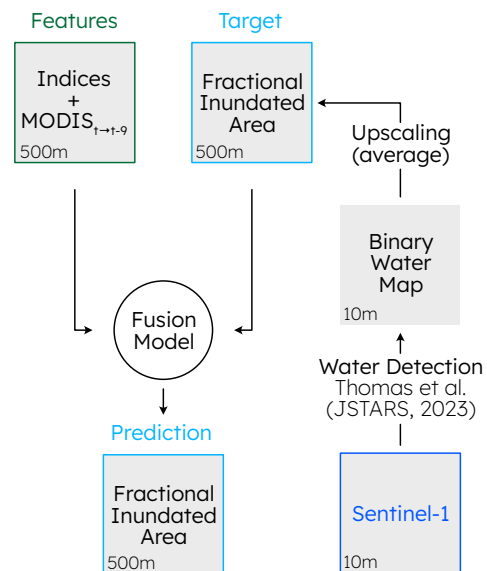 Features
Indices
+
MODIS t→t-9
500m
Target
Fractional
Inundated
Area
500m
Upscaling
(average)
Binary
Water
Map
10m
Water Detection
Thomas et al.
(JSTARS, 2023)
Sentinel-1
10m
Fusion
Model
Prediction
Fractional
Inundated
Area
500m